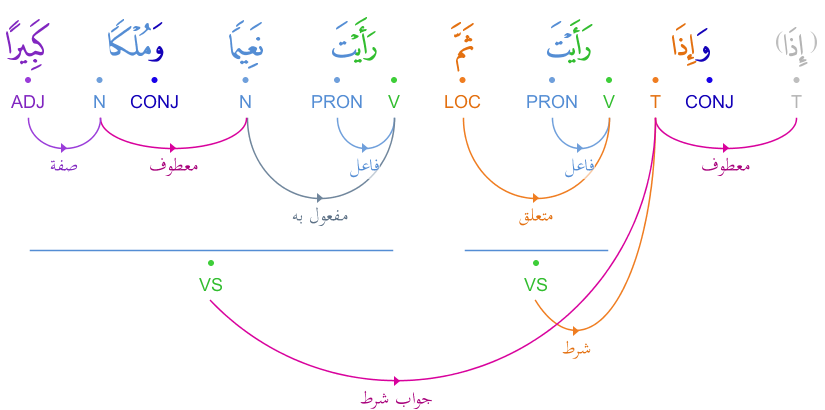 (إِذَا) وَإِذَا رَأَيْتَ ثَمَّ رَأَيْتَ نَعِيمًا وَمُلْكًا كَبِيرًا
T CONJ T V PRON LOC V PRON N CONJ N ADJ
معطوف فاعل فاعل معطوف صفة
متعلق مفعول به
VS VS
شرط
جواب شرط